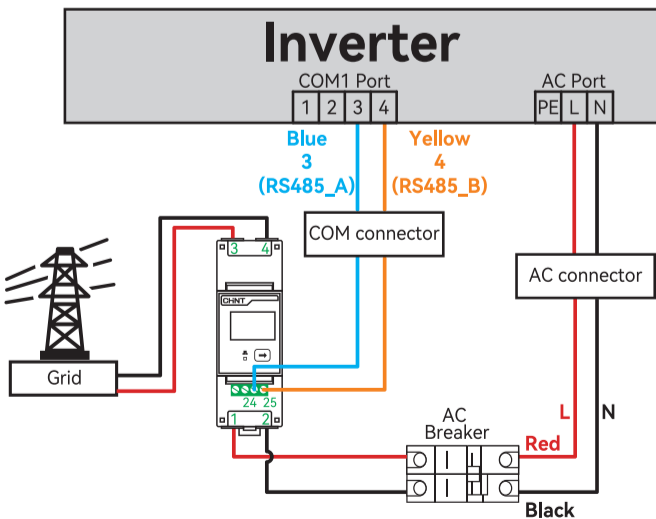 Inverter
COM1 Port
AC Port
1 2 3 4
PE L N
Blue
3
(RS485_A)
Yellow
4
(RS485_B)
COM connector
AC connector
3 4
CHNT
Grid
24 25
1 2
AC
Breaker
L N
Red
Black